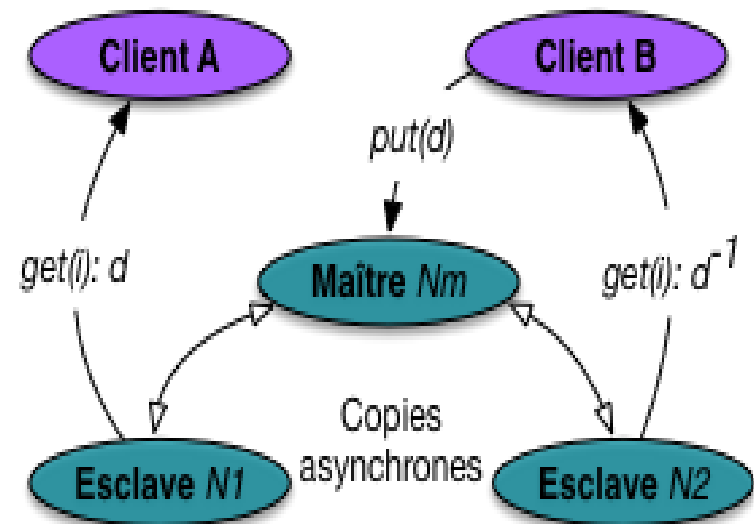 Client A
Client B
put(d)
get(i): d
Maître Nm
get(i): d-1
Copies
asynchrones
Esclave N1
Esclave N2